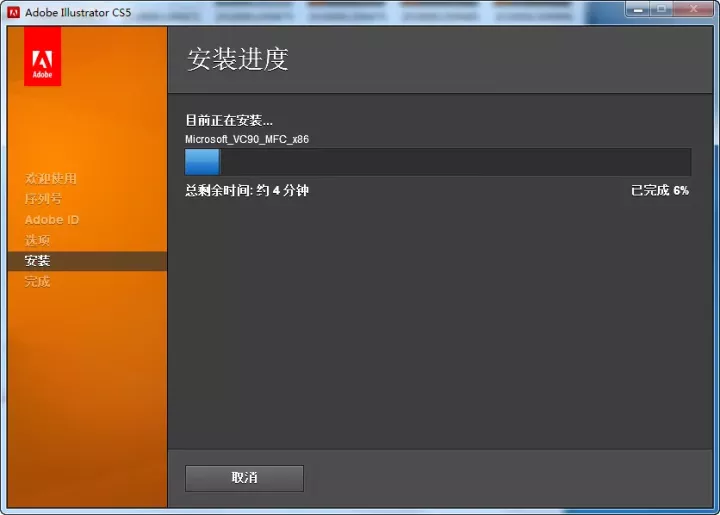 Adobe Illustrator CS5
Adobe
安装进度
目前正在安装...
Microsoft_VC90_MFC_x86
总剩余时间: 约 4 分钟
已完成 6%
欢迎使用
序列号
Adobe ID
选项
安装
完成
取消